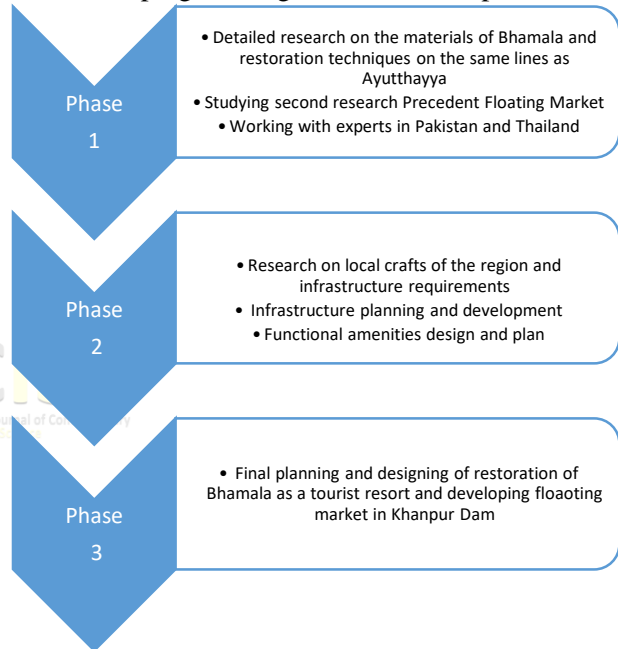 Phase
1
• Detailed research on the materials of Bhamala and
restoration techniques on the same lines as
Ayutthayya
• Studying second research Precedent Floating Market
• Working with experts in Pakistan and Thailand
Phase
2
• Research on local crafts of the region and
infrastructure requirements
• Infrastructure planning and development
• Functional amenities design and plan
Phase
3
• Final planning and designing of restoration of
Bhamala as a tourist resort and developing floaoting
market in Khanpur Dam